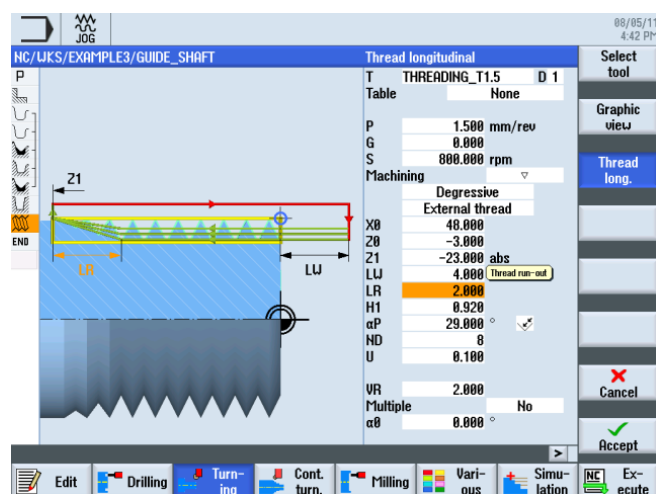 JOG
08/05/11
4:42 PM
NC/WKS/EXAMPLE3/GUIDE_SHAFT
Thread longitudinal
Select
tool
P
T THREADING_T1.5 D 1
Table None
Graphic
view
P 1.500 mm/rev
G 0.000
S 800.000 rpm
Thread
long.
Machining ▽
Degressive
External thread
Z1
X0 48.000
Z0 -3.000
Z1 -23.000 abs
END
LW 4.000 Thread run-out
LR
LW
LR 2.000
H1 0.920
αP 29.000 °
ND 8
U 0.100
VR 2.000
Cancel
Multiple No
α0 0.000 °
>
Accept
Edit
Drilling
Turn-
ing
Cont.
turn.
Milling
Vari-
ous
Simu-
lation
NC Ex-
ecute